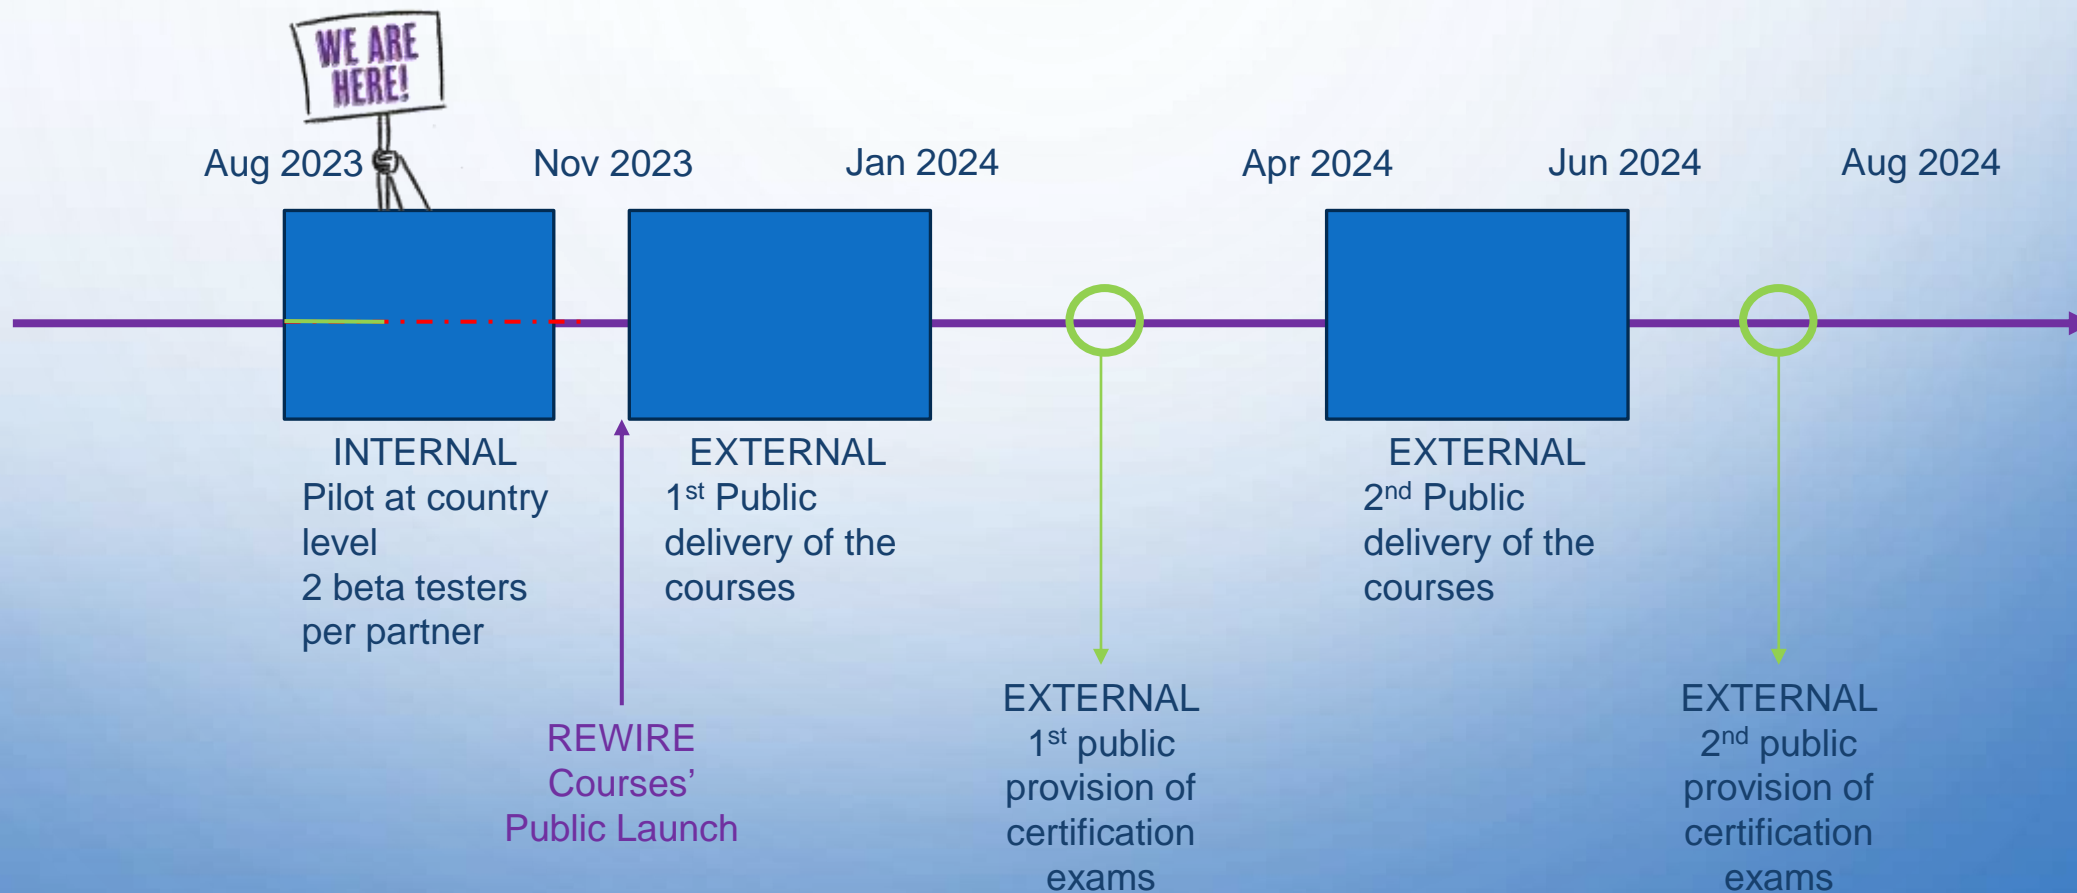 WE ARE
HERE!
Aug 2023
Nov 2023
Jan 2024
Apr 2024
Jun 2024
Aug 2024
INTERNAL
Pilot at country
level
2 beta testers
per partner
EXTERNAL
1st Public
delivery of the
courses
EXTERNAL
2nd Public
delivery of the
courses
REWIRE
Courses’
Public Launch
EXTERNAL
1st public
provision of
certification
exams
EXTERNAL
2nd public
provision of
certification
exams